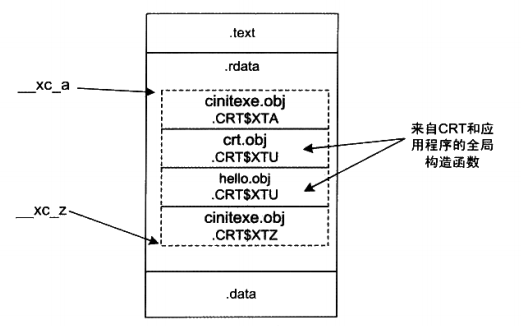 .text
.rdata
__xc_a
cinitexe.obj
.CRT$XTA
crt.obj
.CRT$XTU
来自CRT和应
用程序的全局
构造函数
hello.obj
.CRT$XTU
__xc_z
cinitexe.obj
.CRT$XTZ
.data